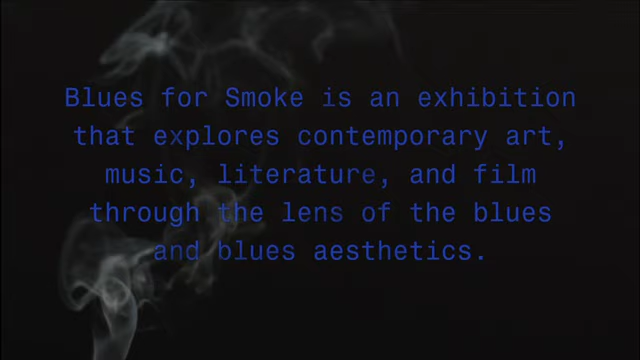 Blues for Smoke is an exhibition
that explores contemporary art,
music, literature, and film
through the lens of the blues
and blues aesthetics.